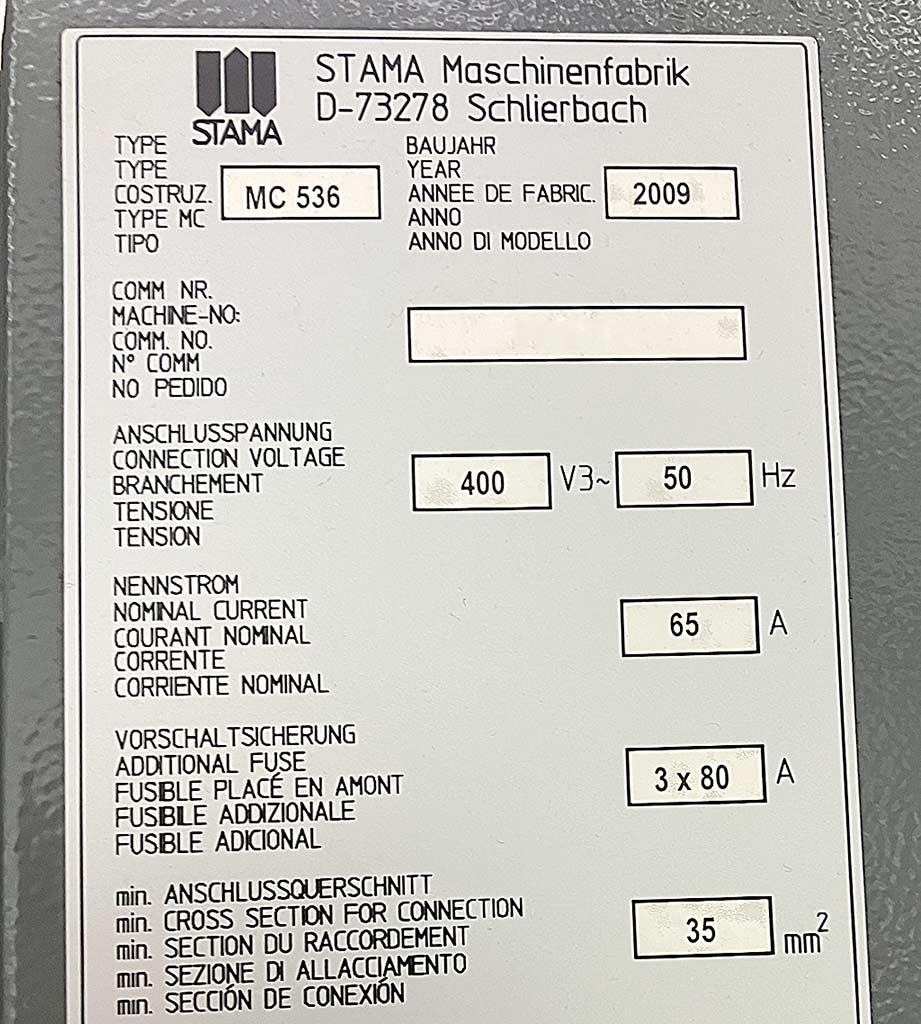 STAMA Maschinenfabrik
D-73278 Schlierbach
STAMA
TYPE
TYPE
COSTRUZ.
TYPE MC
TIPO
MC 536
BAUJAHR
YEAR
ANNEE DE FABRIC.
ANNO
ANNO DI MODELLO
2009
COMM NR.
MACHINE-NO:
COMM. NO.
N° COMM
NO PEDIDO
ANSCHLUSSPANNUNG
CONNECTION VOLTAGE
BRANCHEMENT
TENSIONE
TENSION
400 V3~ 50 Hz
NENNSTROM
NOMINAL CURRENT
COURANT NOMINAL
CORRENTE
CORRIENTE NOMINAL
65 A
VORSCHALTSICHERUNG
ADDITIONAL FUSE
FUSIBLE PLACÉ EN AMONT
FUSIBILE ADDIZIONALE
FUSIBLE ADICIONAL
3 x 80 A
min. ANSCHLUSSQUERSCHNITT
min. CROSS SECTION FOR CONNECTION
min. SECTION DU RACCORDEMENT
min. SEZIONE DI ALLACCIAMENTO
min. SECCIÓN DE CONEXIÓN
35 mm²